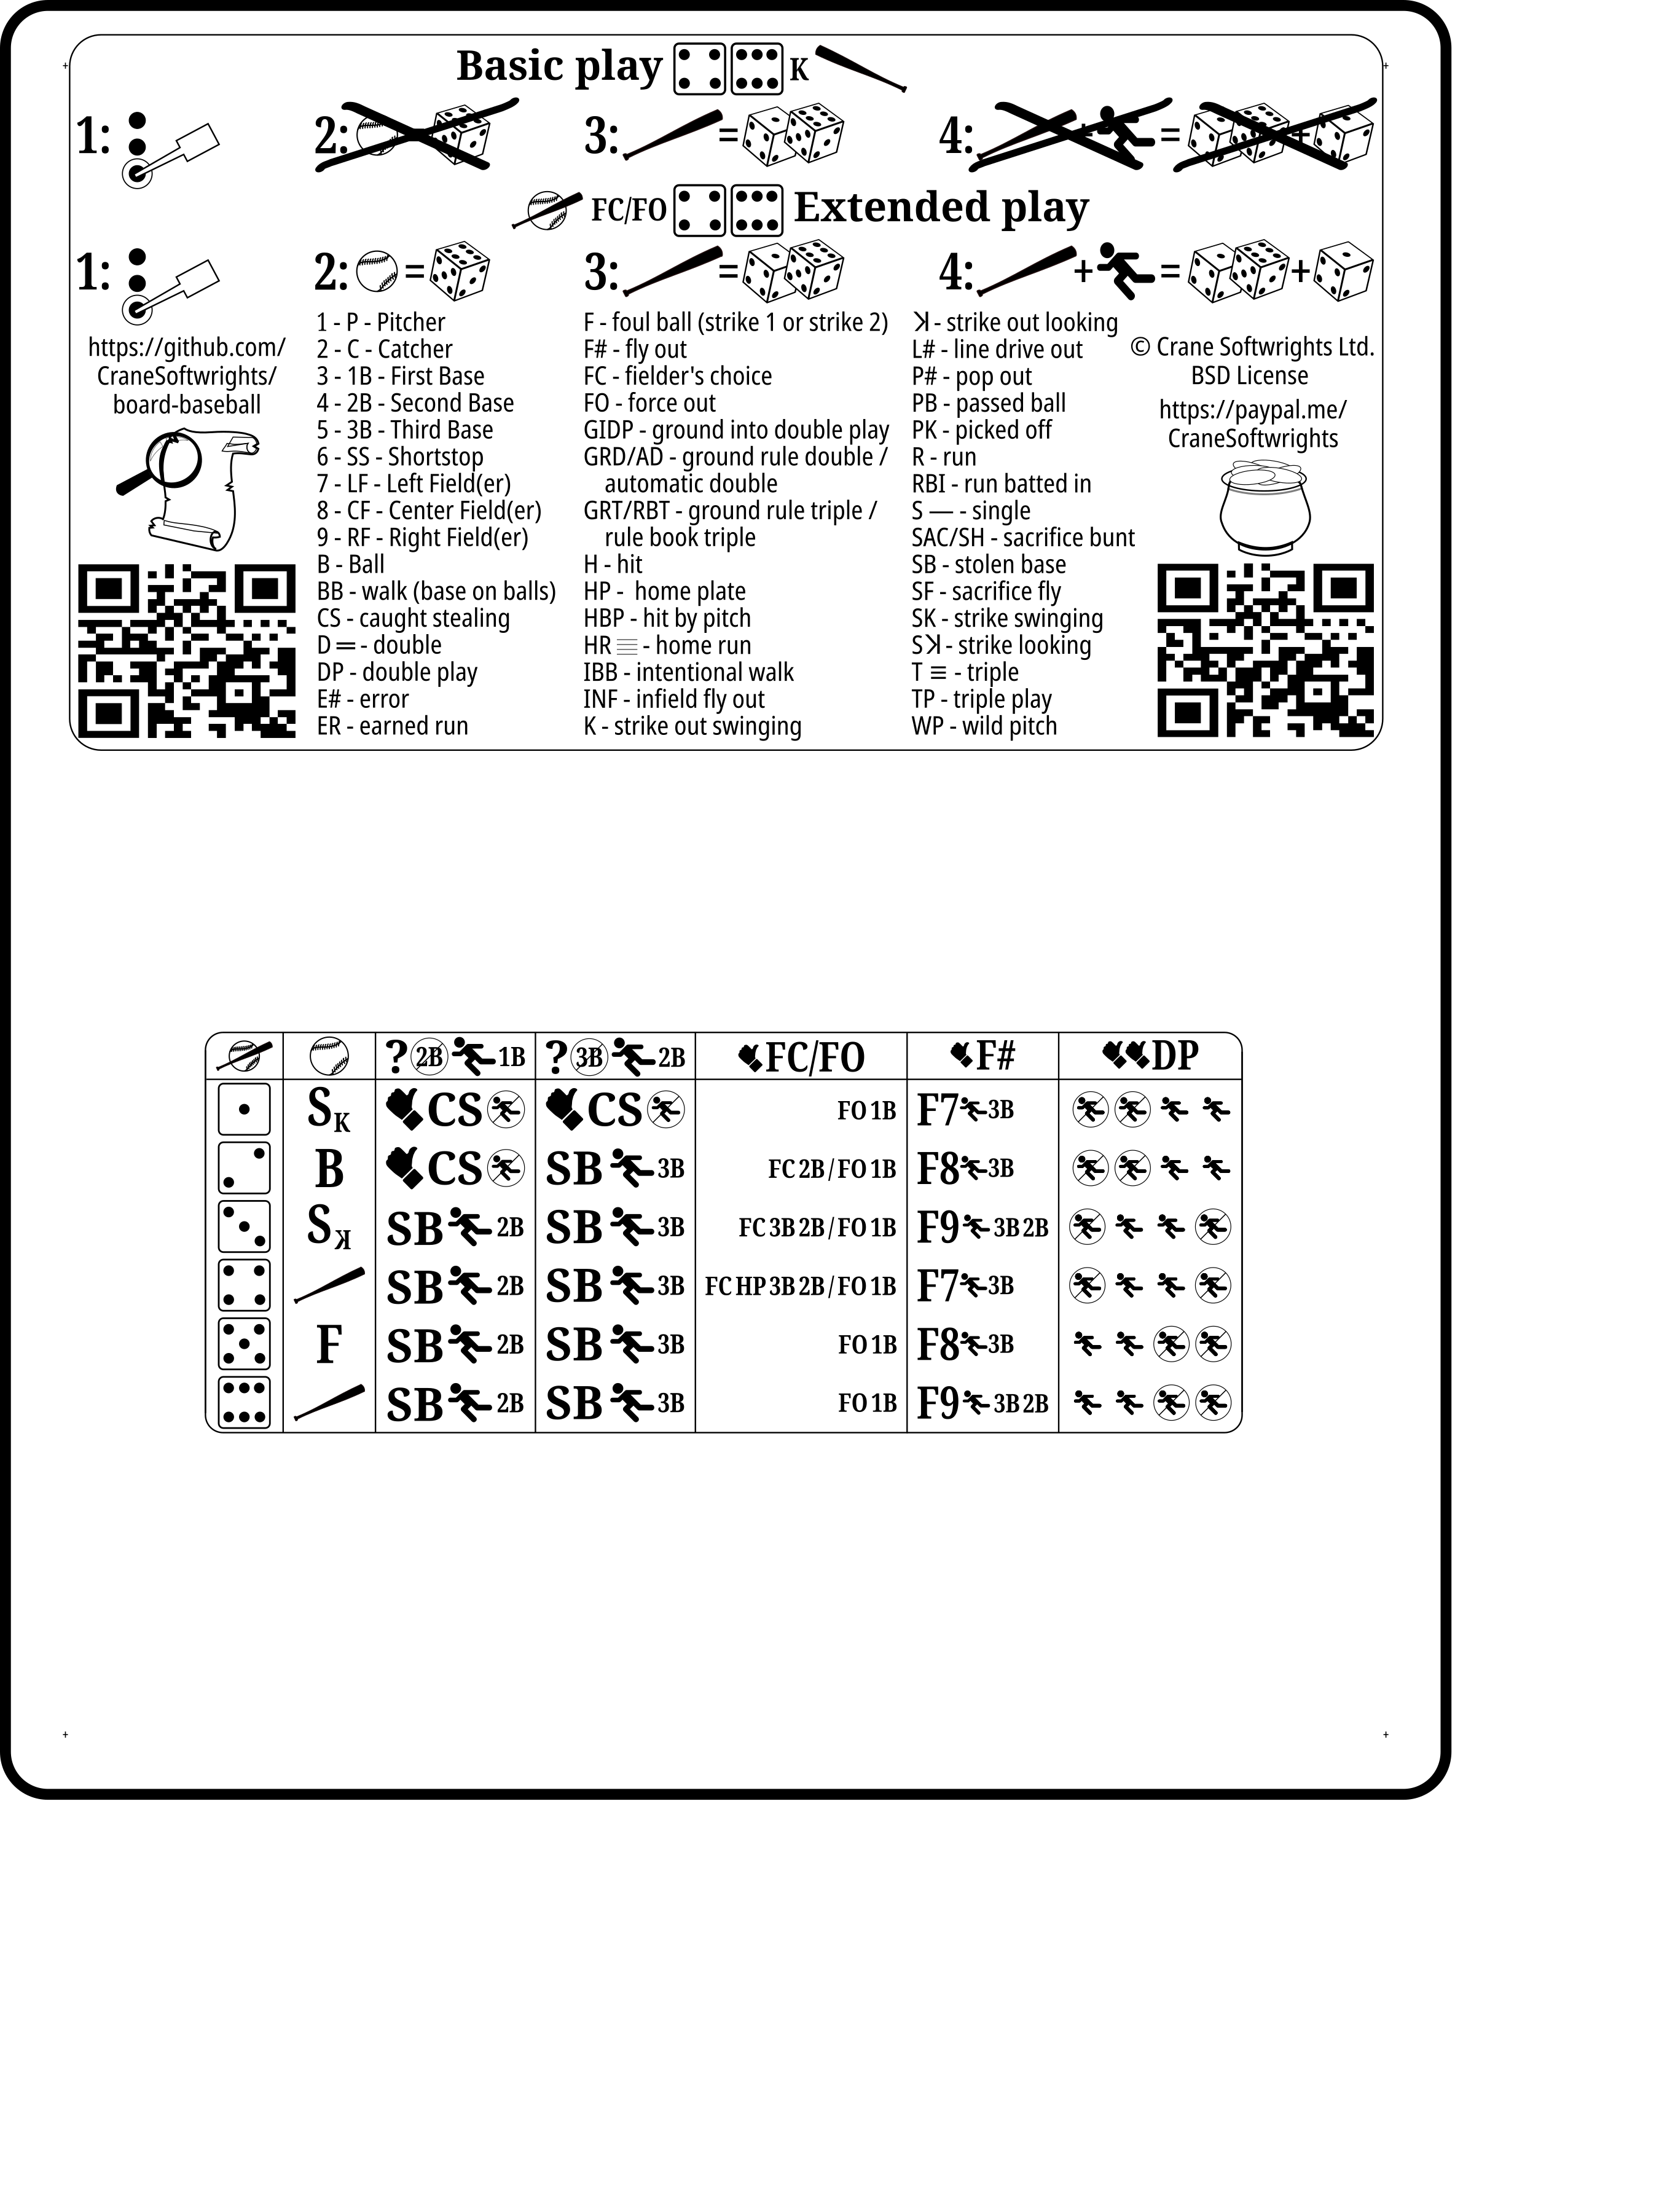 Basic play K
1: 2: = 3: = 4: + = +
FC/FO Extended play
1: 2: = 3: = 4: + = +
https://github.com/
CraneSoftwrights/
board-baseball
1 - P - Pitcher
2 - C - Catcher
3 - 1B - First Base
4 - 2B - Second Base
5 - 3B - Third Base
6 - SS - Shortstop
7 - LF - Left Field(er)
8 - CF - Center Field(er)
9 - RF - Right Field(er)
B - Ball
BB - walk (base on balls)
CS - caught stealing
D = - double
DP - double play
E# - error
ER - earned run
F - foul ball (strike 1 or strike 2)
F# - fly out
FC - fielder's choice
FO - force out
GIDP - ground into double play
GRD/AD - ground rule double /
automatic double
GRT/RBT - ground rule triple /
rule book triple
H - hit
HP -  home plate
HBP - hit by pitch
HR 𝌆 - home run
IBB - intentional walk
INF - infield fly out
K - strike out swinging
ꓘ - strike out looking
L# - line drive out
P# - pop out
PB - passed ball
PK - picked off
R - run
RBI - run batted in
S — - single
SAC/SH - sacrifice bunt
SB - stolen base
SF - sacrifice fly
SK - strike swinging
Sꓘ - strike looking
T ≡ - triple
TP - triple play
WP - wild pitch
© Crane Softwrights Ltd.
BSD License
https://paypal.me/
CraneSoftwrights
? 2B 1B ? 3B 2B FC/FO F# DP
SK CS CS FO 1B F7 3B
B CS SB 3B FC 2B / FO 1B F8 3B
Sꓘ SB 2B SB 3B FC 3B 2B / FO 1B F9 3B 2B
SB 2B SB 3B FC HP 3B 2B / FO 1B F7 3B
F SB 2B SB 3B FO 1B F8 3B
SB 2B SB 3B FO 1B F9 3B 2B